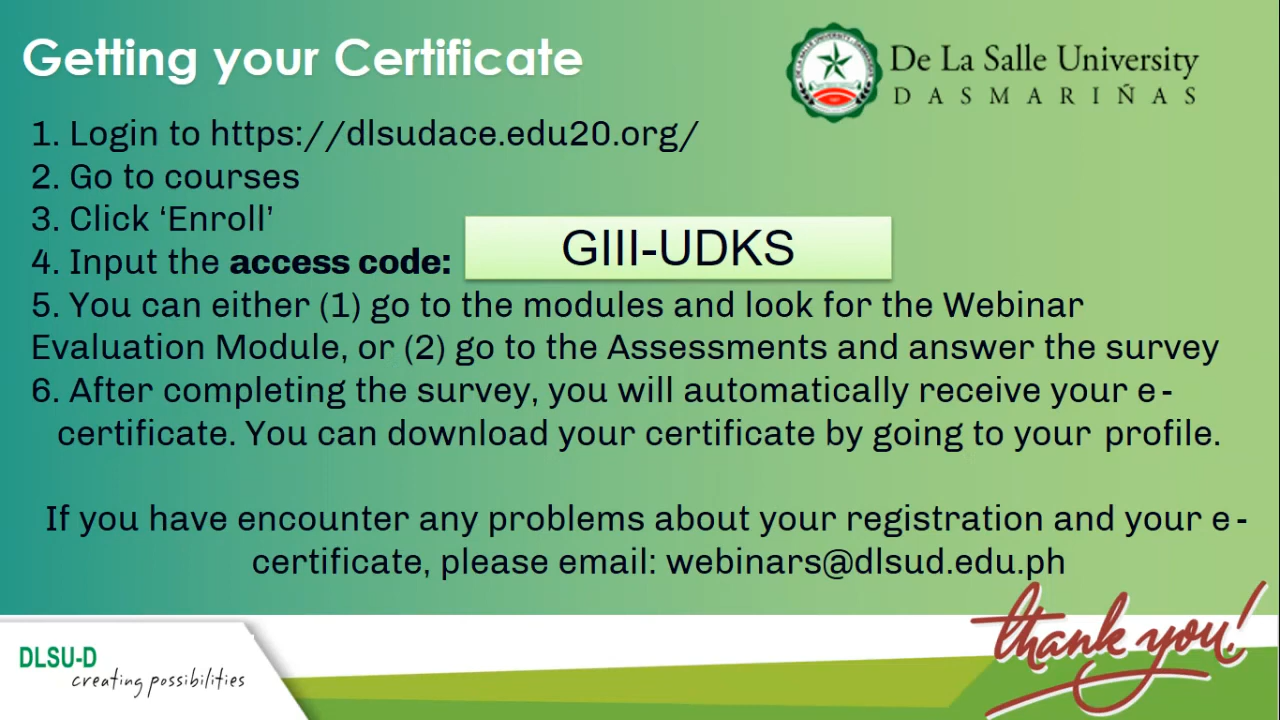 Getting your Certificate
De La Salle University
DASMARIÑAS
1. Login to https://dlsudace.edu20.org/
2. Go to courses
3. Click ‘Enroll’
4. Input the access code: GIII-UDKS
5. You can either (1) go to the modules and look for the Webinar
Evaluation Module, or (2) go to the Assessments and answer the survey
6. After completing the survey, you will automatically receive your e-
certificate. You can download your certificate by going to your profile.
If you have encounter any problems about your registration and your e-
certificate, please email: webinars@dlsud.edu.ph
thank you!
DLSU-D
creating possibilities